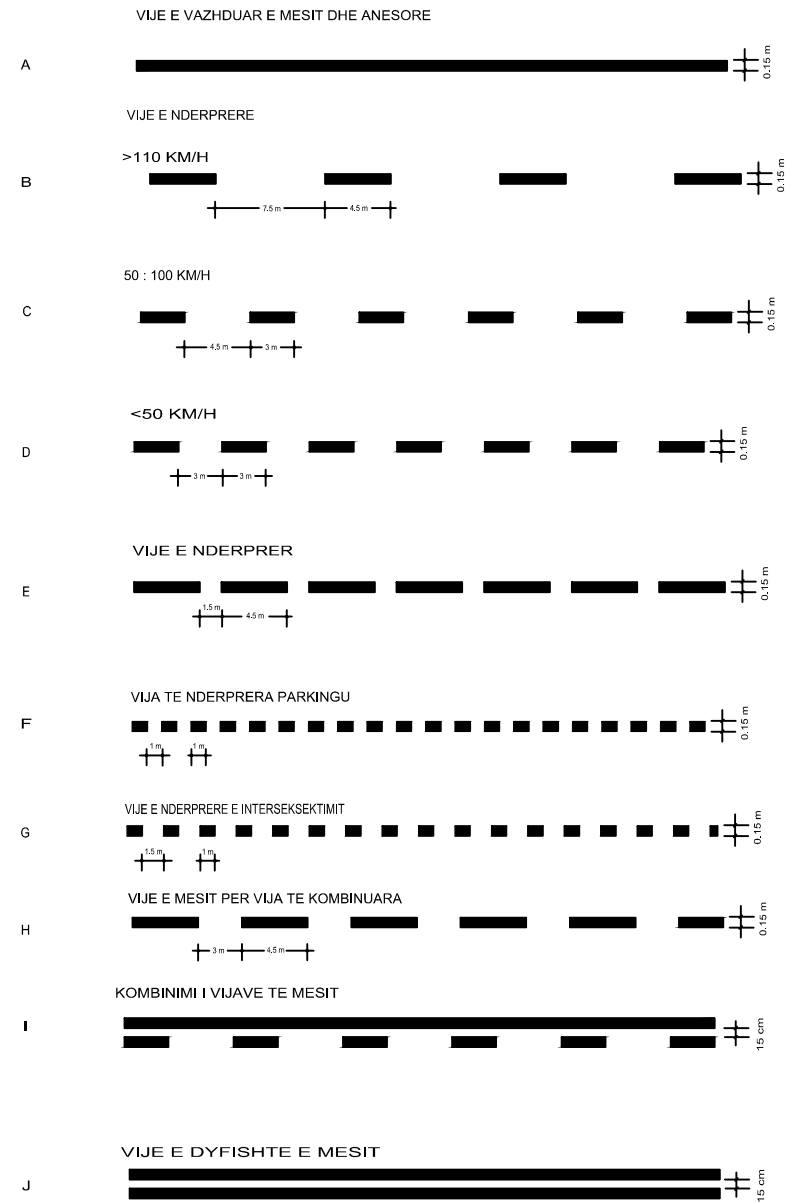 VIJE E VAZHDUAR E MESIT DHE ANESORE
A
0.15 m
VIJE E NDERPRERE
>110 KM/H
B
0.15 m
7.5 m
4.5 m
50 : 100 KM/H
C
0.15 m
4.5 m
3 m
<50 KM/H
D
0.15 m
3 m
3 m
VIJE E NDERPRER
E
0.15 m
1.5 m
4.5 m
VIJA TE NDERPRERA PARKINGU
F
0.15 m
1 m
1 m
VIJE E NDERPRERE E INTERSEKSEKTIMIT
G
0.15 m
1.5 m
1 m
VIJE E MESIT PER VIJA TE KOMBINUARA
H
0.15 m
3 m
4.5 m
KOMBINIMI I VIJAVE TE MESIT
I
15 cm
VIJE E DYFISHTE E MESIT
J
15 cm